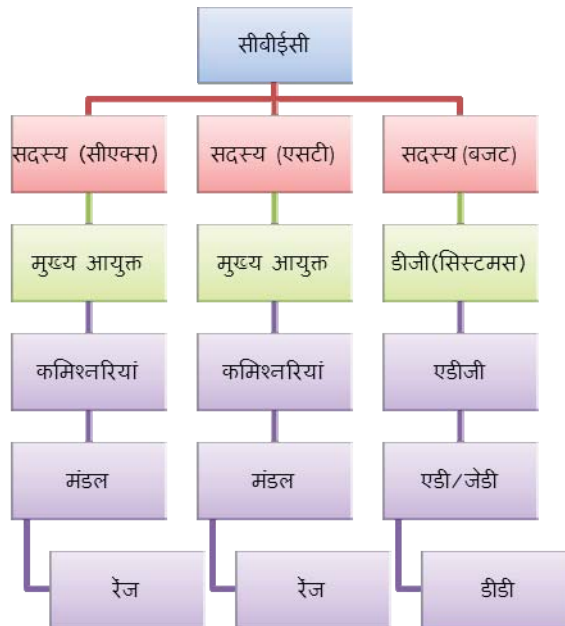 सीबीईसी
सदस्य (सीएक्स)
सदस्य (एसटी)
सदस्य (बजट)
मुख्य आयुक्त
मुख्य आयुक्त
डीजी(सिस्टमस)
कमिश्नरियां
कमिश्नरियां
एडीजी
मंडल
मंडल
एडी/जेडी
रेंज
रेंज
डीडी